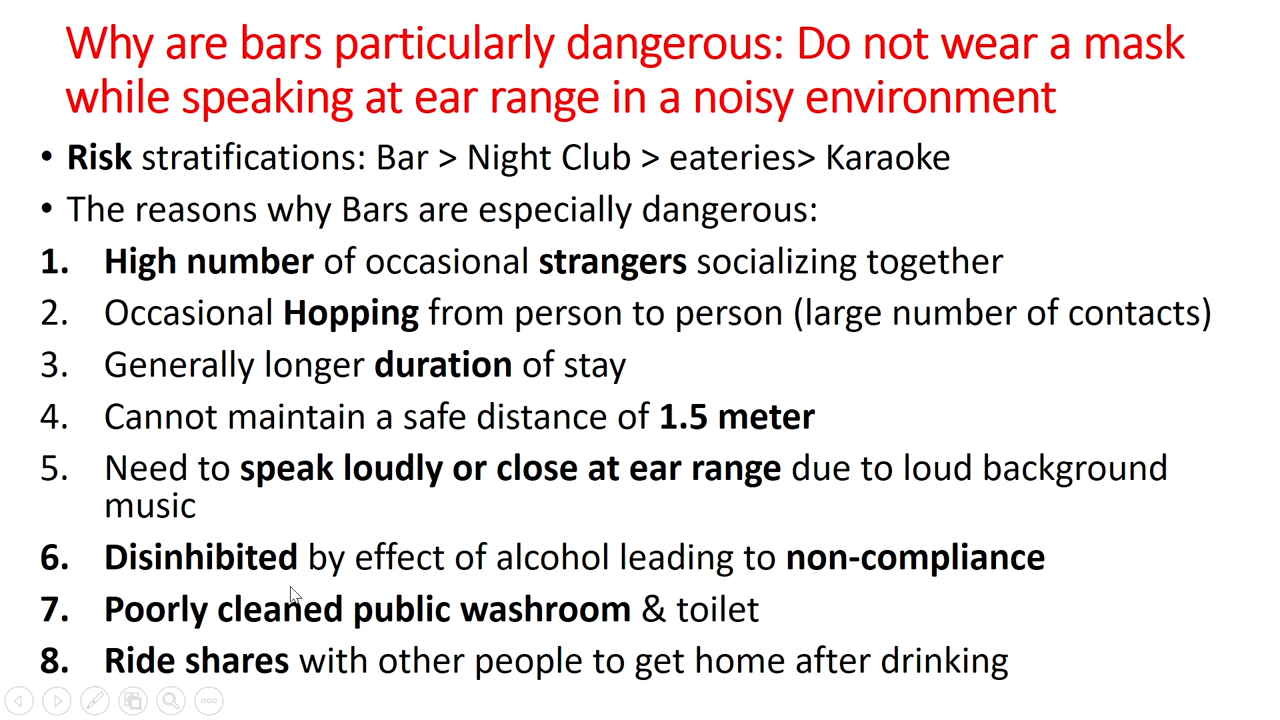 Why are bars particularly dangerous: Do not wear a mask
while speaking at ear range in a noisy environment
• Risk stratifications: Bar > Night Club > eateries> Karaoke
• The reasons why Bars are especially dangerous:
1. High number of occasional strangers socializing together
2. Occasional Hopping from person to person (large number of contacts)
3. Generally longer duration of stay
4. Cannot maintain a safe distance of 1.5 meter
5. Need to speak loudly or close at ear range due to loud background
music
6. Disinhibited by effect of alcohol leading to non-compliance
7. Poorly cleaned public washroom & toilet
8. Ride shares with other people to get home after drinking